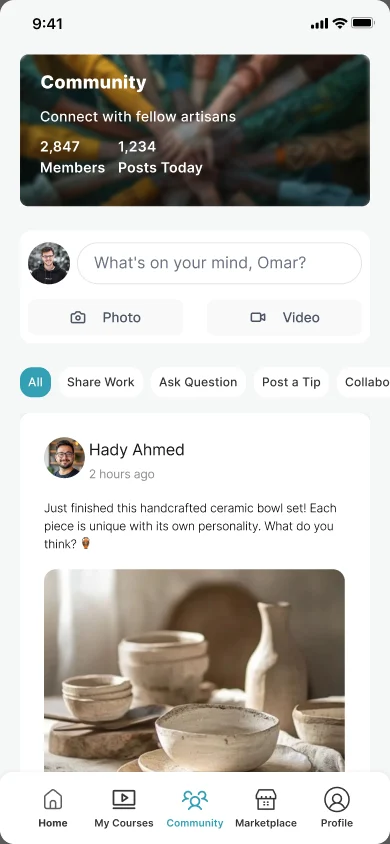 9:41
Community
Connect with fellow artisans
2,847 1,234
Members Posts Today
What's on your mind, Omar?
Photo Video
All Share Work Ask Question Post a Tip Collabo
Hady Ahmed
2 hours ago
Just finished this handcrafted ceramic bowl set! Each
piece is unique with its own personality. What do you
think? 🏺
Home My Courses Community Marketplace Profile